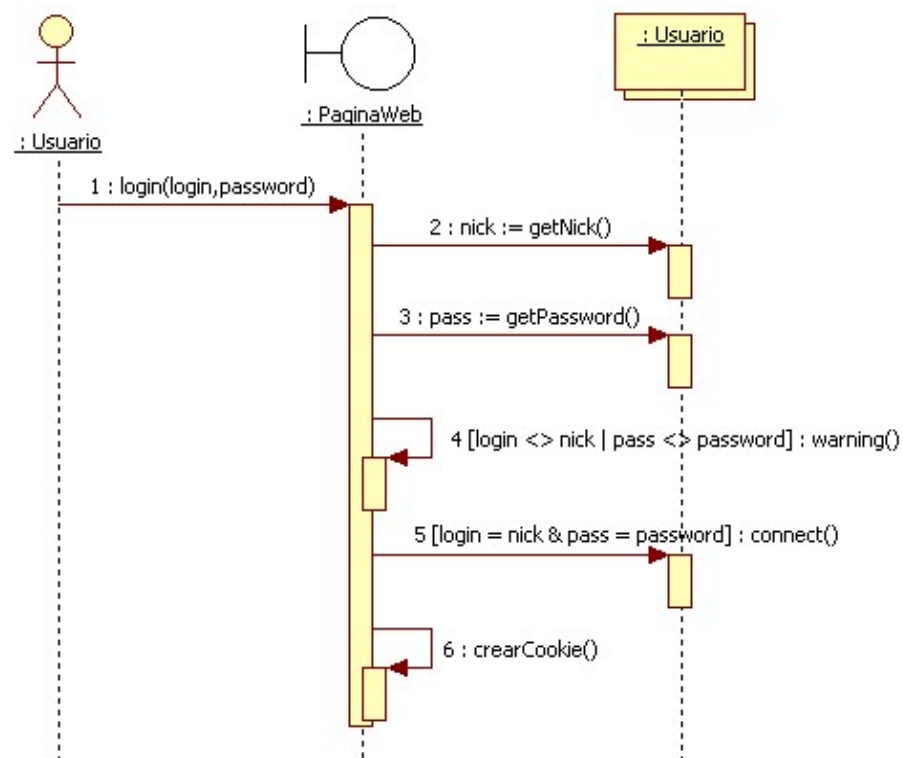 : Usuario
: PaginaWeb
: Usuario
1 : login(login,password)
2 : nick := getNick()
3 : pass := getPassword()
4 [login <> nick | pass <> password] : warning()
5 [login = nick & pass = password] : connect()
6 : crearCookie()